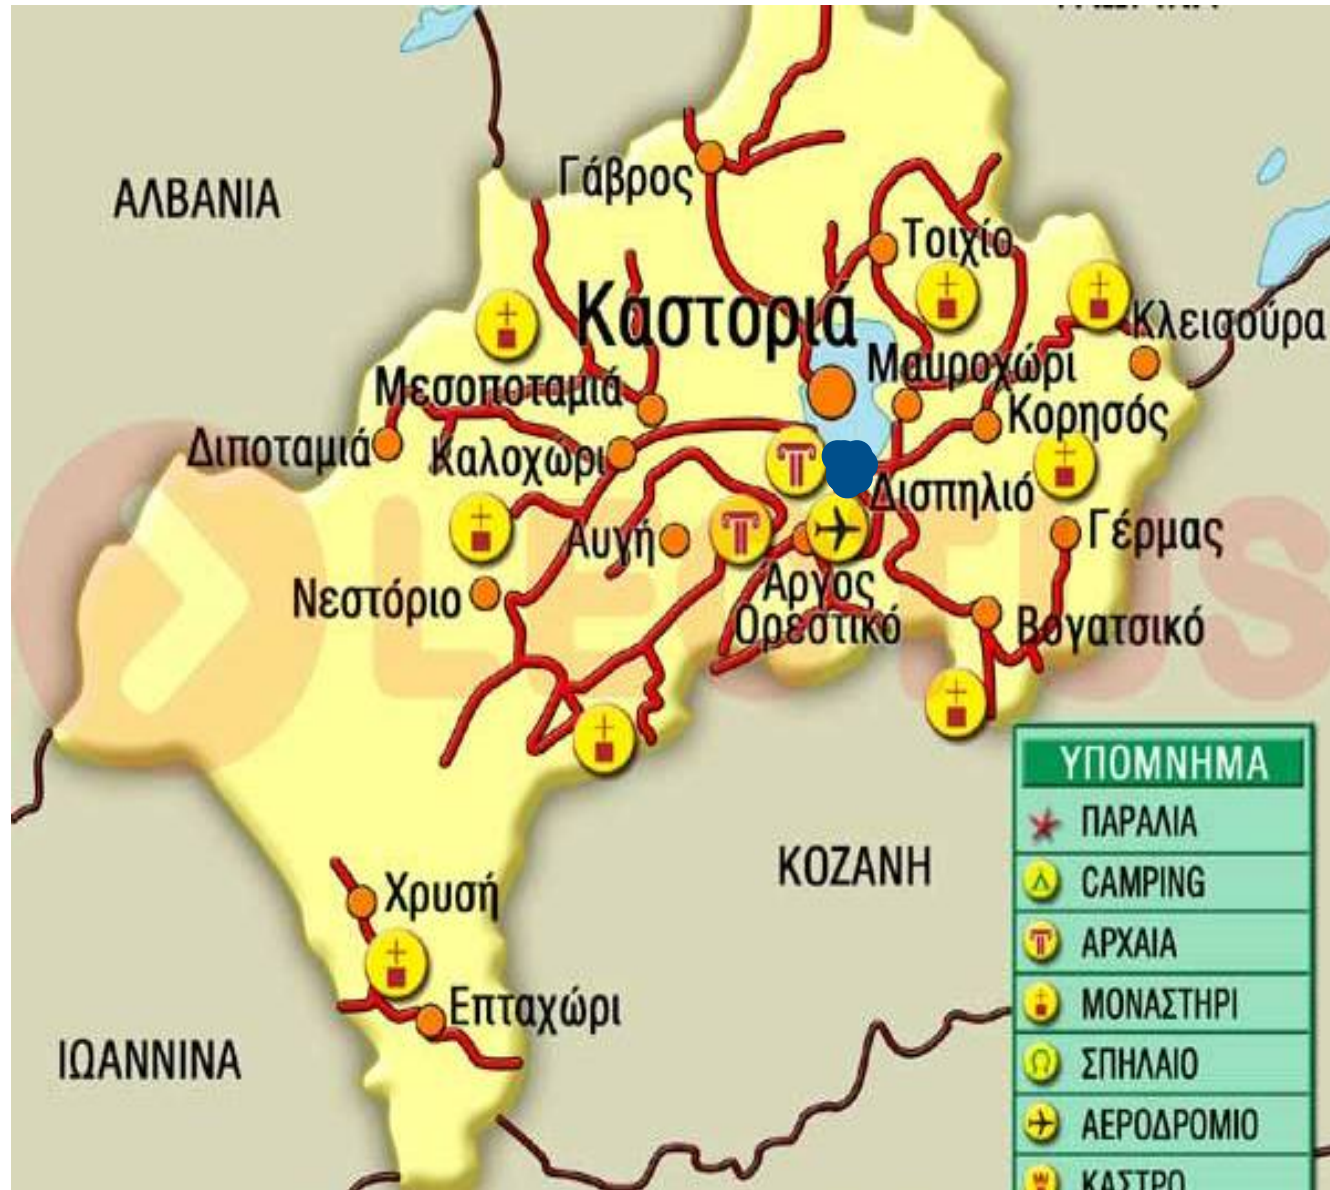 ΑΛΒΑΝΙΑ
Γάβρος
Τοιχίο
Καστοριά
Κλεισούρα
Μαυροχώρι
Μεσοποταμιά
Κορησός
Διποταμιά
Καλοχώρι
Δισπηλιό
Αυγή
Γέρμας
Νεστόριο
Άργος
Ορεστικό
Βογατσικό
LECTUS
ΥΠΟΜΝΗΜΑ
ΠΑΡΑΛΙΑ
CAMPING
ΑΡΧΑΙΑ
ΜΟΝΑΣΤΗΡΙ
ΣΠΗΛΑΙΟ
ΑΕΡΟΔΡΟΜΙΟ
ΚΑΣΤΡΟ
ΚΟΖΑΝΗ
Χρυσή
Επταχώρι
ΙΩΑΝΝΙΝΑ